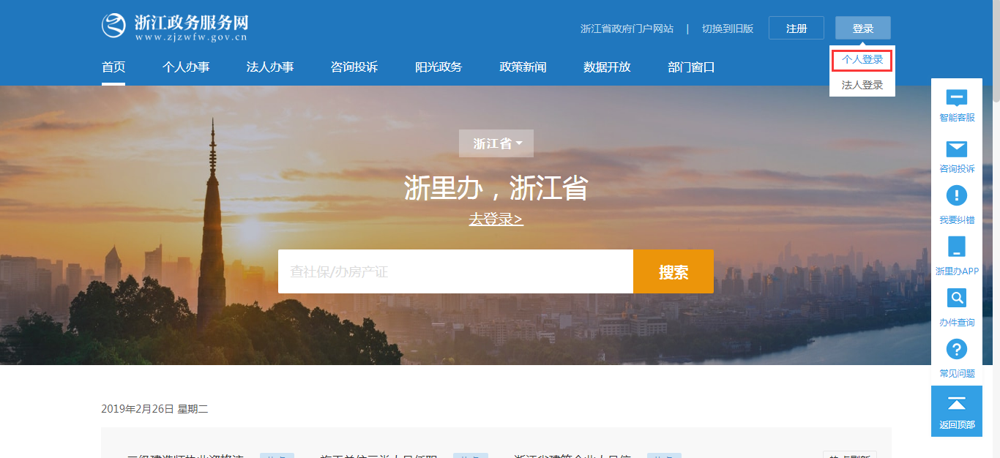 浙江政务服务网
www.zjzwfw.gov.cn
浙江省政府门户网站 | 切换到旧版 注册 登录
首页 个人办事 法人办事 咨询投诉 阳光政务 政策新闻 数据开放 部门窗口
个人登录
法人登录
浙江省
浙里办，浙江省
去登录>
查社保/办房产证 搜索
智能客服
咨询投诉
我要纠错
浙里办APP
办件查询
常见问题
返回顶部
2019年2月26日 星期二